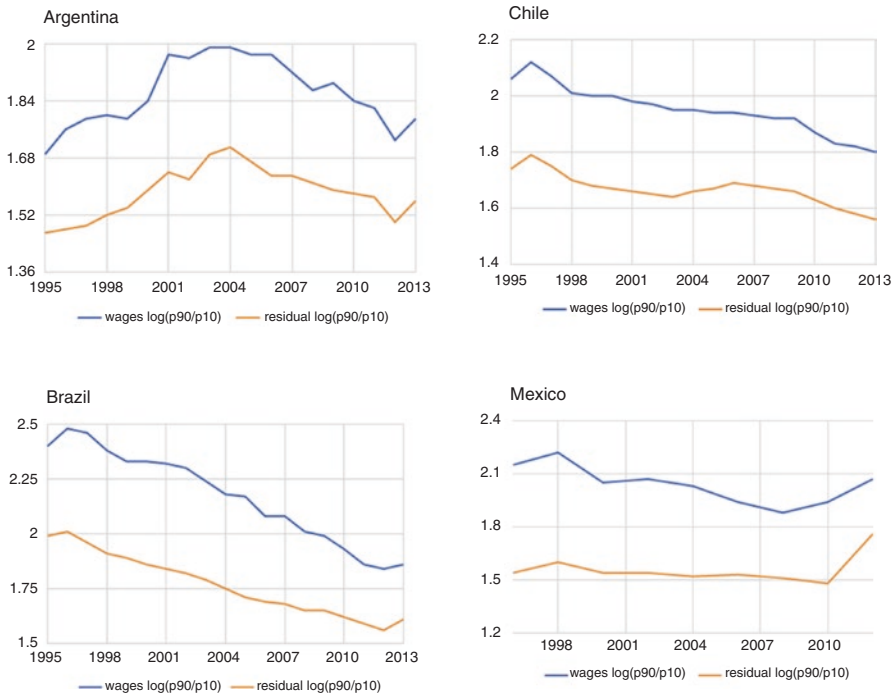 Argentina
2
1.84
1.68
1.52
1.36
1995 1998 2001 2004 2007 2010 2013
wages log(p90/p10) residual log(p90/p10)
Chile
2.2
2
1.8
1.6
1.4
1995 1998 2001 2004 2007 2010 2013
wages log(p90/p10) residual log(p90/p10)
Brazil
2.5
2.25
2
1.75
1.5
1995 1998 2001 2004 2007 2010 2013
wages log(p90/p10) residual log(p90/p10)
Mexico
2.4
2.1
1.8
1.5
1.2
1998 2001 2004 2007 2010
wages log(p90/p10) residual log(p90/p10)